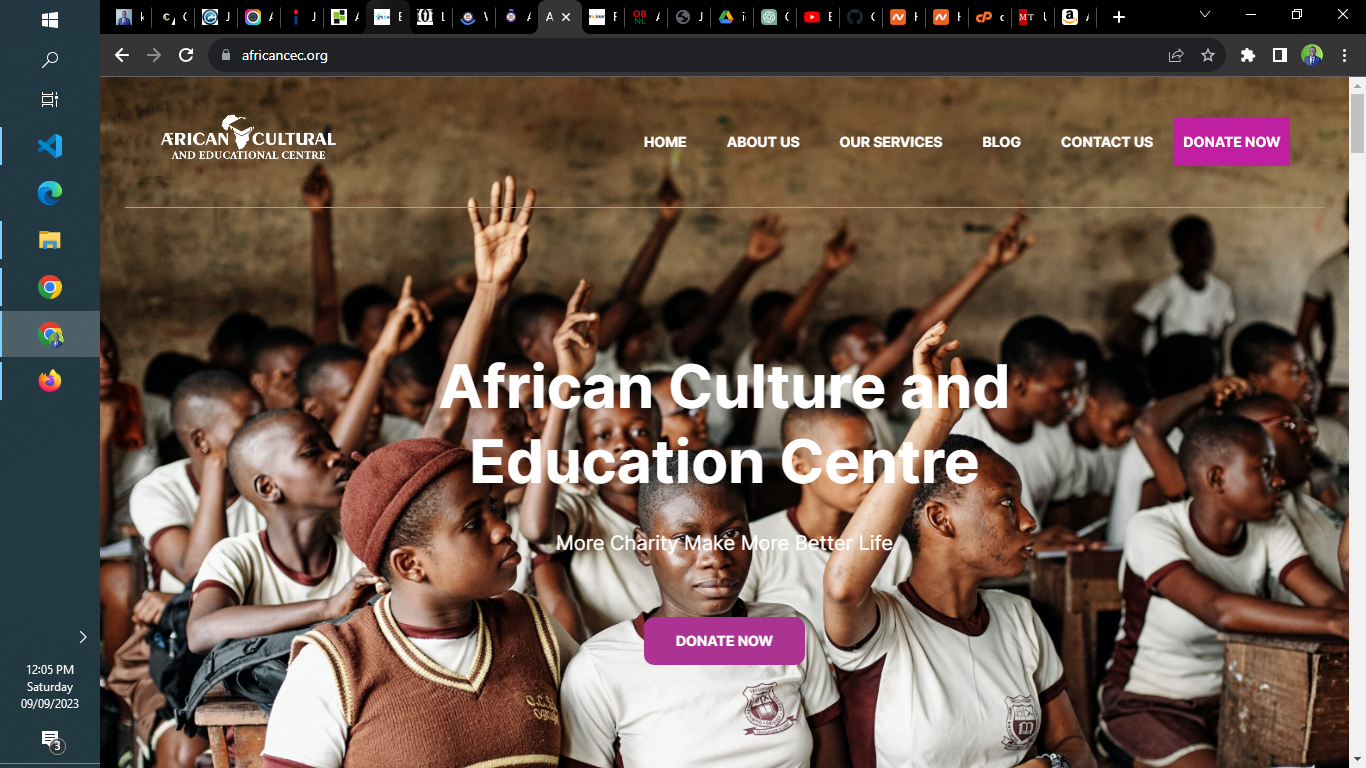 africancec.org
AFRICAN CULTURAL
AND EDUCATIONAL CENTRE
HOME
ABOUT US
OUR SERVICES
BLOG
CONTACT US
DONATE NOW
African Culture and
Education Centre
More Charity Make More Better Life
DONATE NOW
12:05 PM
Saturday
09/09/2023
3